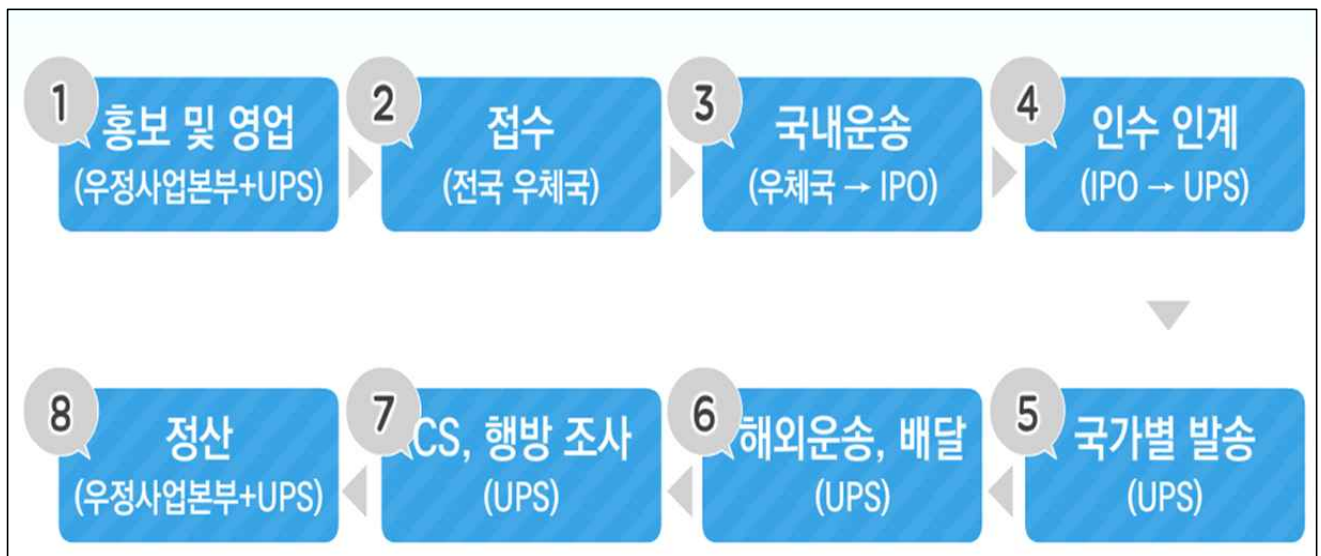 1
홍보 및 영업
(우정사업본부+UPS)
2
접수
(전국 우체국)
3
국내운송
(우체국 → IPO)
4
인수 인계
(IPO → UPS)
5
국가별 발송
(UPS)
6
해외운송, 배달
(UPS)
7
CS, 행방 조사
(UPS)
8
정산
(우정사업본부+UPS)